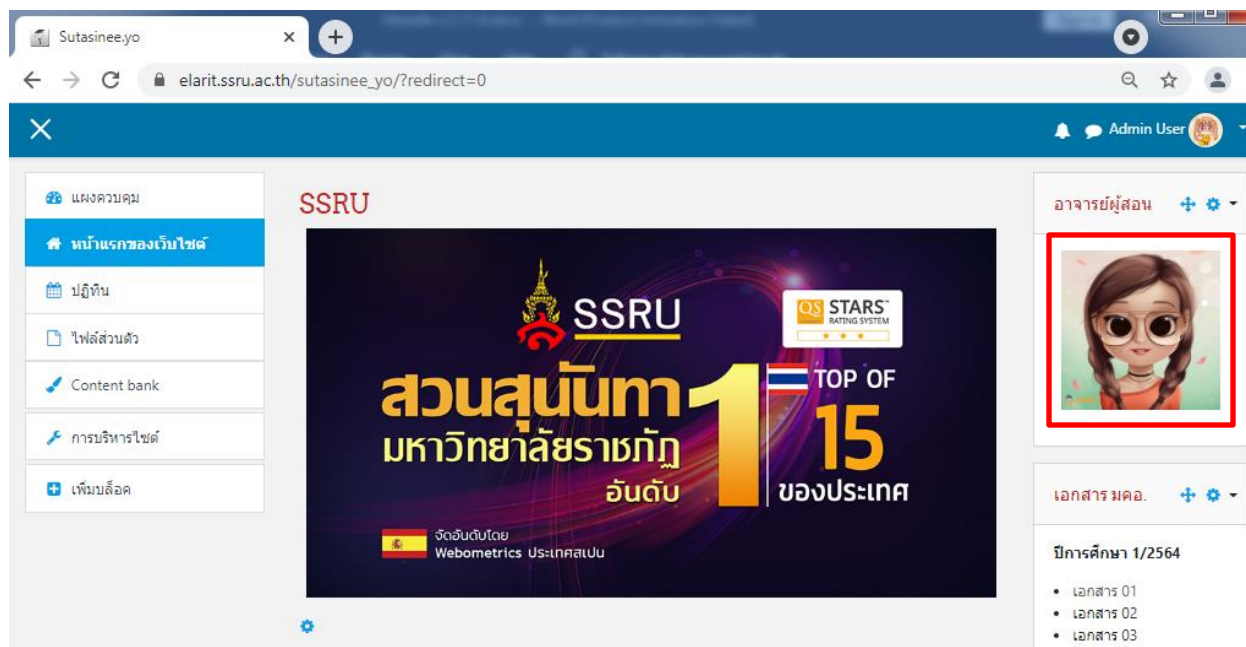 Sutasinee.yo
elarit.ssru.ac.th/sutasinee_yo/?redirect=0
Admin User
แผงควบคุม
หน้าแรกของเว็บไซต์
ปฏิทิน
ไฟล์ส่วนตัว
Content bank
การบริหารไซต์
เพิ่มบล็อค
SSRU
SSRU
QS STARS™
RATING SYSTEM
สวนสุนันทา
มหาวิทยาลัยราชภัฏ
อันดับ
1
TOP OF
15
ของประเทศ
จัดอันดับโดย
Webometrics ประเทศสเปน
อาจารย์ผู้สอน
เอกสาร มคอ.
ปีการศึกษา 1/2564
เอกสาร 01
เอกสาร 02
เอกสาร 03